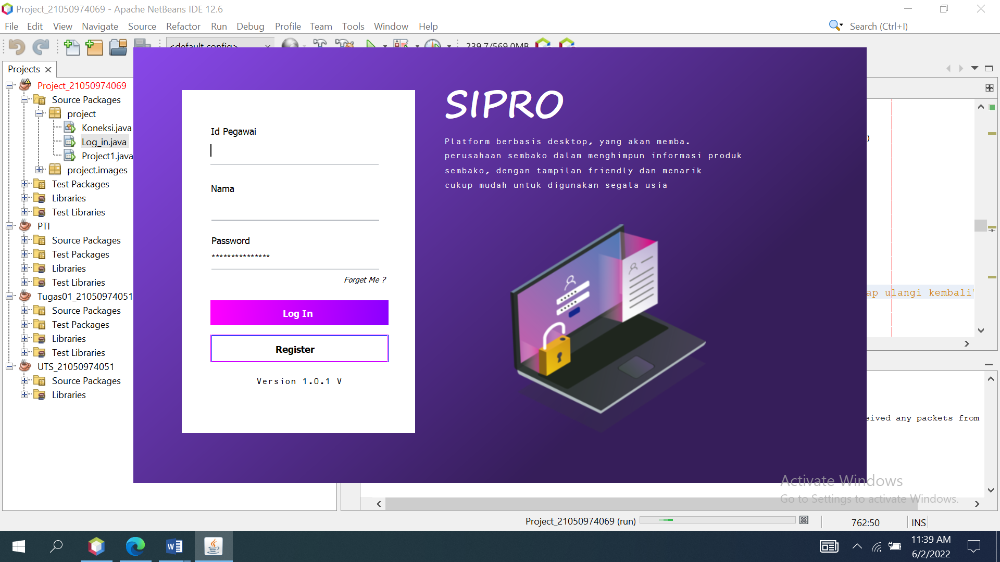 Project_21050974069 - Apache NetBeans IDE 12.6
File Edit View Navigate Source Refactor Run Debug Profile Team Tools Window Help
Search (Ctrl+I)
<default config>
239.7/569.0MB
Projects
Project_21050974069
Source Packages
project
Koneksi.java
Log_in.java
Project1.java
project.images
Test Packages
Libraries
Test Libraries
PTI
Source Packages
Test Packages
Libraries
Test Libraries
Tugas01_21050974051
Source Packages
Test Packages
Libraries
Test Libraries
UTS_21050974051
Source Packages
Libraries
Id Pegawai
Nama
Password
***************
Forget Me ?
Log In
Register
Version 1.0.1 V
SIPRO
Platform berbasis desktop, yang akan memba.
perusahaan sembako dalam menghimpun informasi produk
sembako, dengan tampilan friendly dan menarik
cukup mudah untuk digunakan segala usia
)
ap ulangi kembali"
eived any packets from
Activate Windows
Go to Settings to activate Windows.
Project_21050974069 (run)
762:50
INS
11:39 AM
6/2/2022